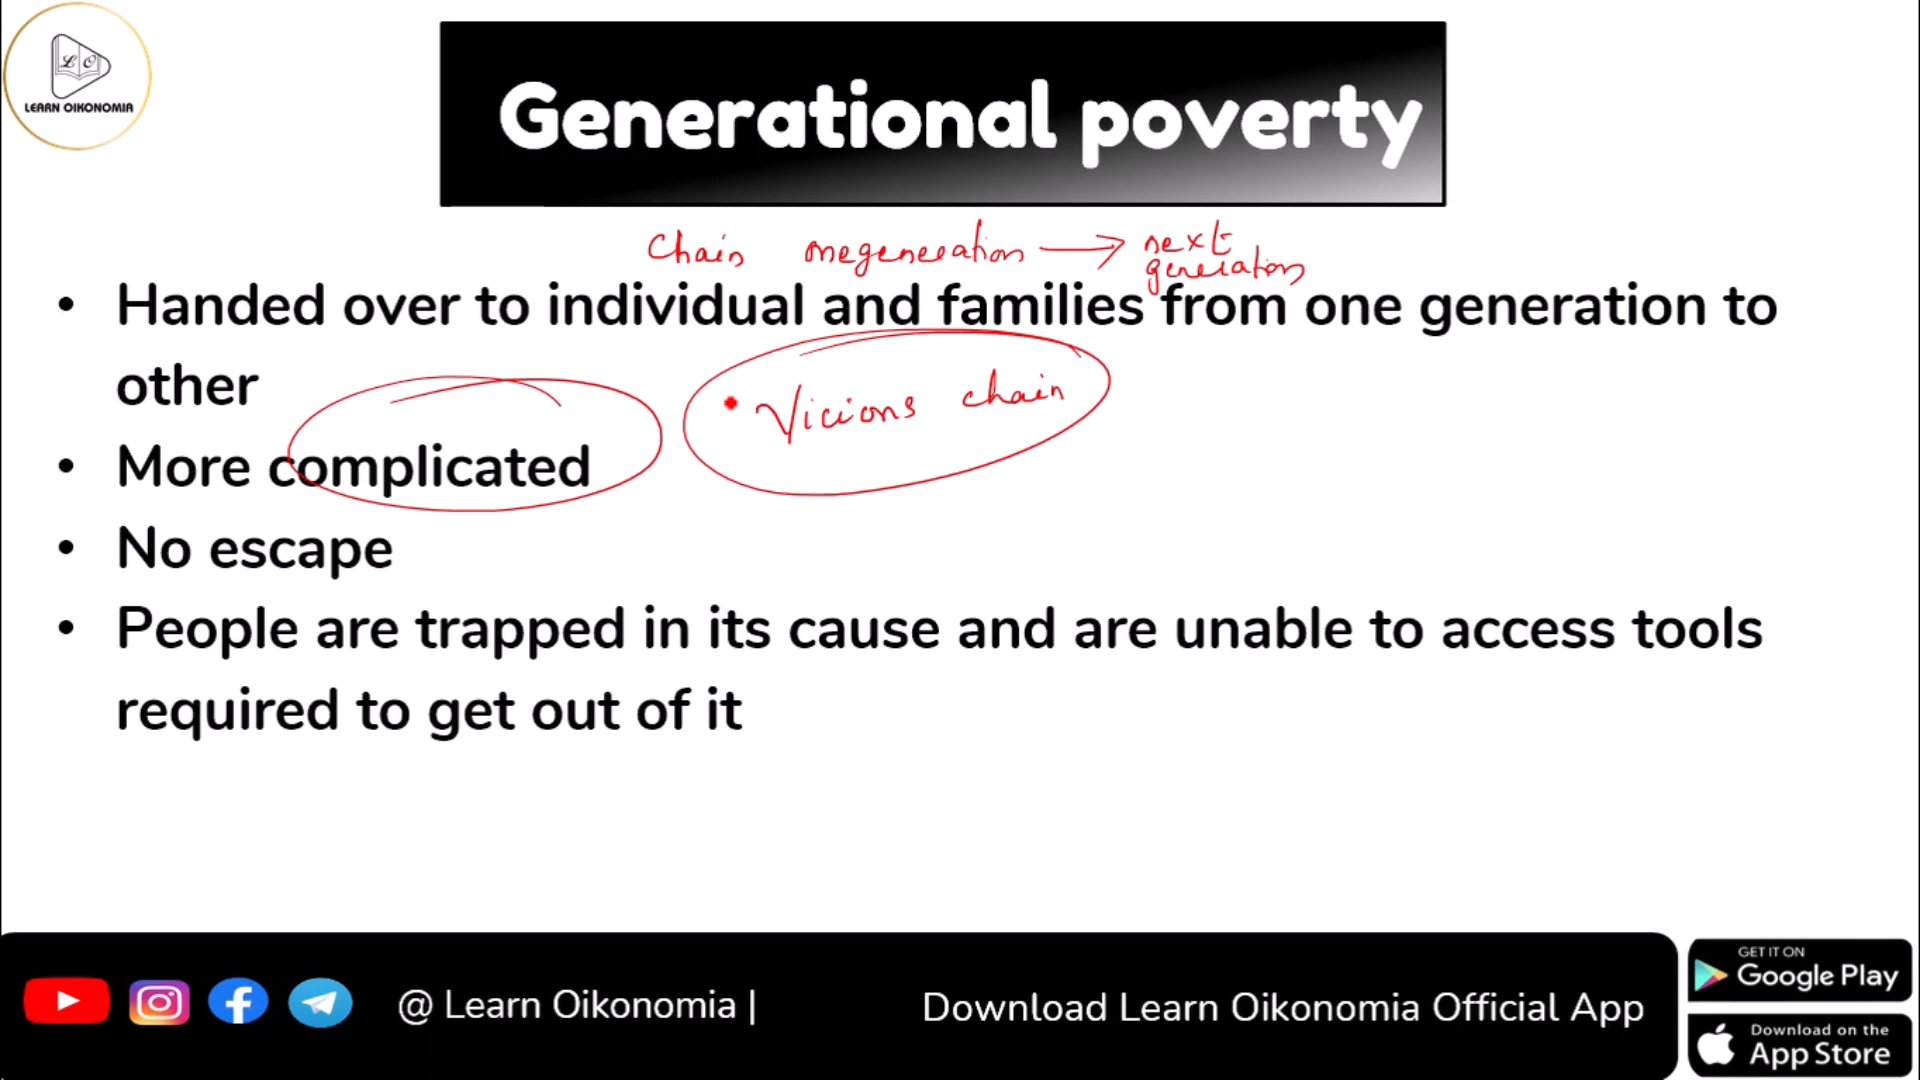 LO
LEARN OIKONOMIA
Generational poverty
Chain onegeneration → next
generation
• Handed over to individual and families from one generation to
other
• Vicious chain
• More complicated
• No escape
• People are trapped in its cause and are unable to access tools
required to get out of it
@ Learn Oikonomia |
Download Learn Oikonomia Official App
GET IT ON
Google Play
Download on the
App Store